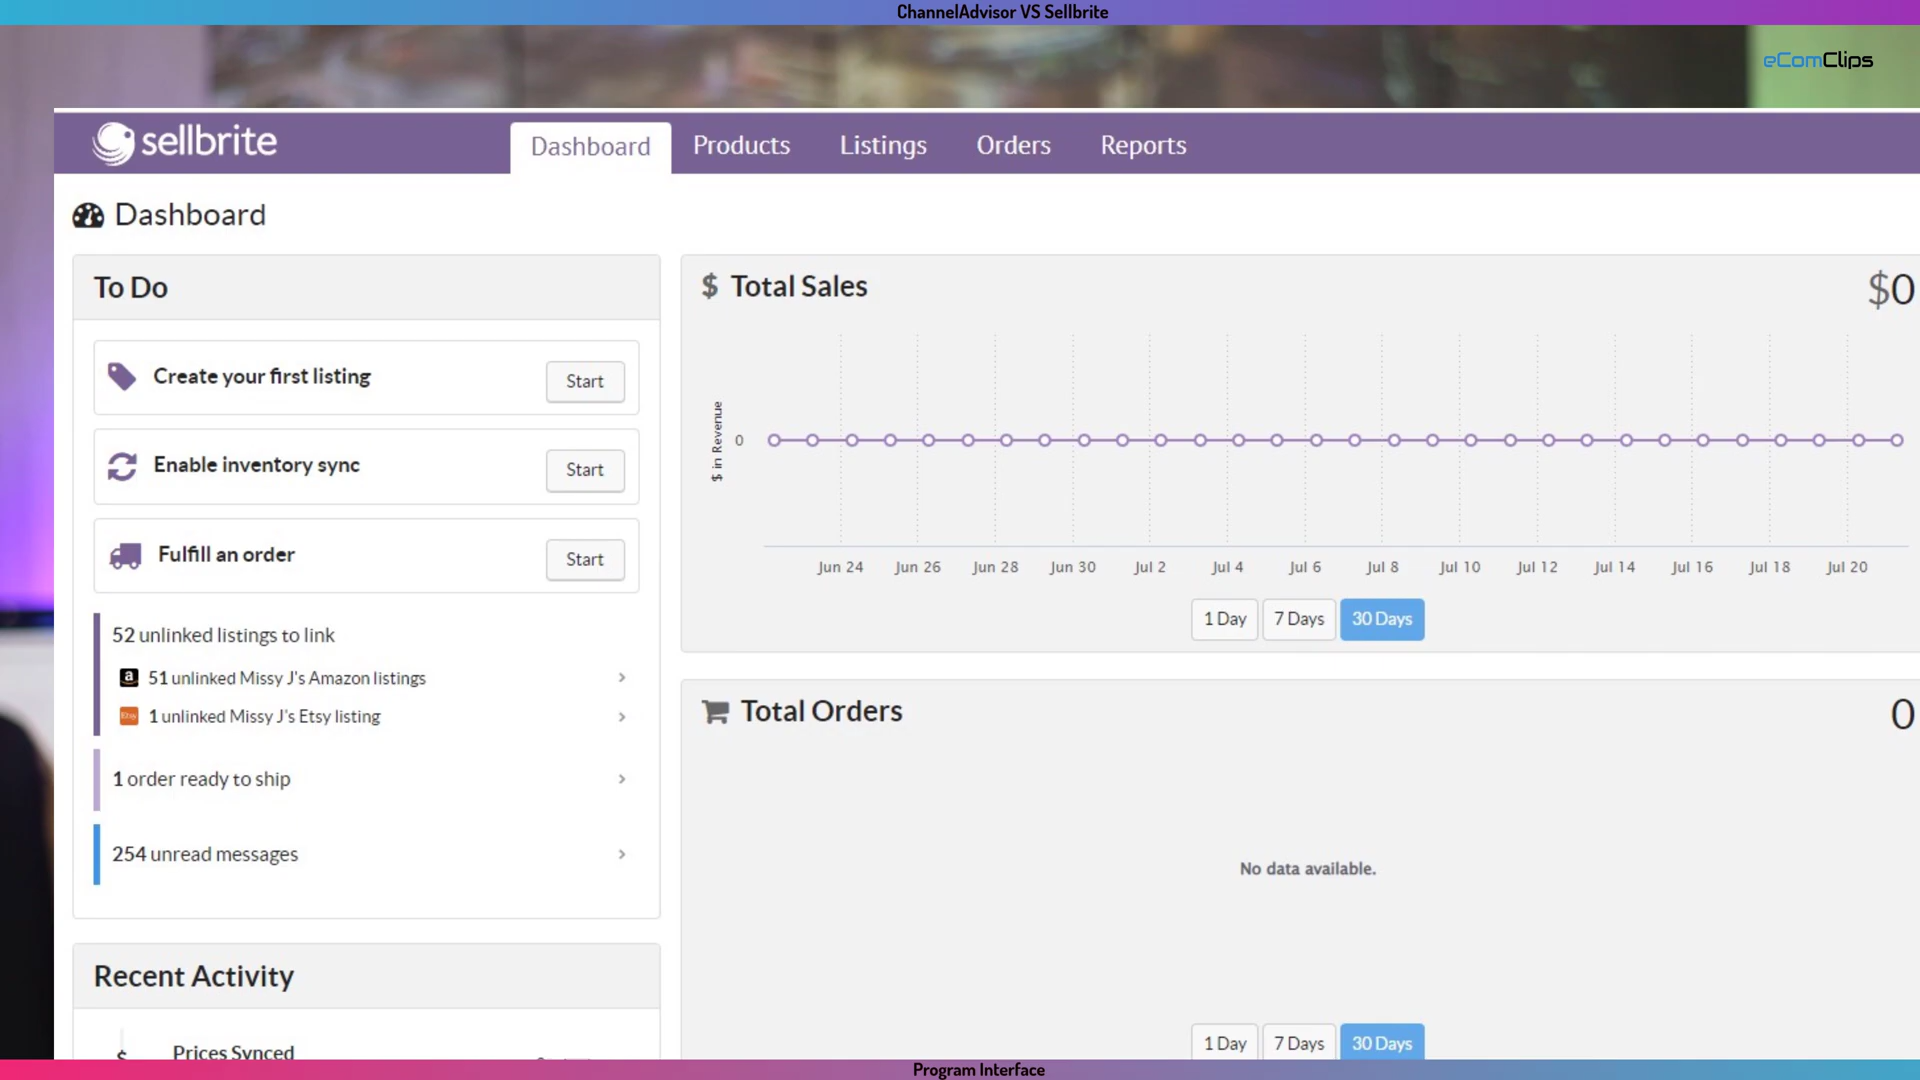 ChannelAdvisor VS Sellbrite
eComClips
sellbrite
Dashboard
Products
Listings
Orders
Reports
Dashboard
To Do
Create your first listing
Start
Enable inventory sync
Start
Fulfill an order
Start
52 unlinked listings to link
a
51 unlinked Missy J's Amazon listings
Etsy
1 unlinked Missy J's Etsy listing
1 order ready to ship
254 unread messages
Recent Activity
Prices Synced
$ Total Sales
$0
$ in Revenue
0
Jun 24 Jun 26 Jun 28 Jun 30 Jul 2 Jul 4 Jul 6 Jul 8 Jul 10 Jul 12 Jul 14 Jul 16 Jul 18 Jul 20
1 Day 7 Days 30 Days
Total Orders
0
No data available.
1 Day 7 Days 30 Days
Program Interface